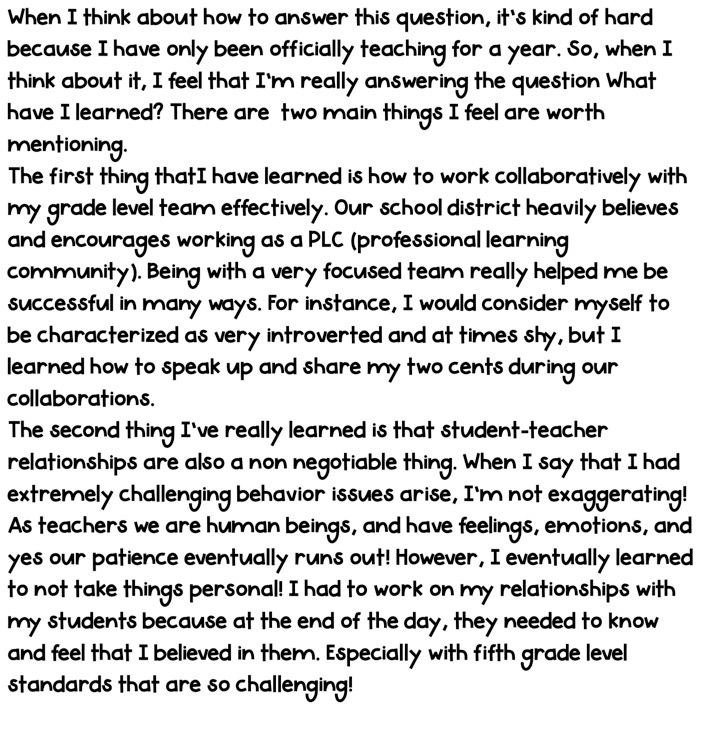 When I think about how to answer this question, it's kind of hard
because I have only been officially teaching for a year. So, when I
think about it, I feel that I'm really answering the question What
have I learned? There are  two main things I feel are worth
mentioning.
The first thing thatI have learned is how to work collaboratively with
my grade level team effectively. Our school district heavily believes
and encourages working as a PLC (professional learning
community). Being with a very focused team really helped me be
successful in many ways. For instance, I would consider myself to
be characterized as very introverted and at times shy, but I
learned how to speak up and share my two cents during our
collaborations.
The second thing I've really learned is that student-teacher
relationships are also a non negotiable thing. When I say that I had
extremely challenging behavior issues arise, I'm not exaggerating!
As teachers we are human beings, and have feelings, emotions, and
yes our patience eventually runs out! However, I eventually learned
to not take things personal! I had to work on my relationships with
my students because at the end of the day, they needed to know
and feel that I believed in them. Especially with fifth grade level
standards that are so challenging!